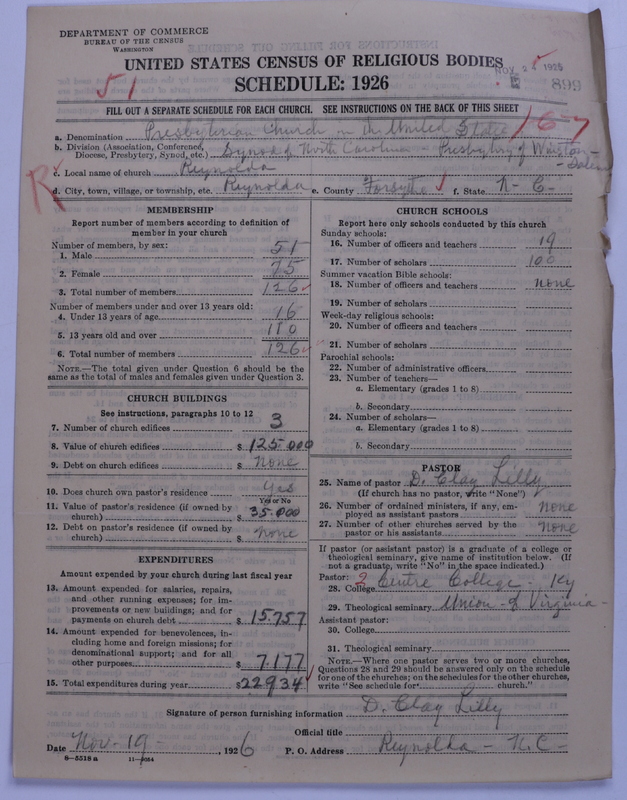 DEPARTMENT OF COMMERCE
BUREAU OF THE CENSUS
WASHINGTON
UNITED STATES CENSUS OF RELIGIOUS BODIES
SCHEDULE: 1926
NOV 2 1926
899
51
FILL OUT A SEPARATE SCHEDULE FOR EACH CHURCH. SEE INSTRUCTIONS ON THE BACK OF THIS SHEET
167
a. Denomination Presbyterian Church in the United States
b. Division (Association, Conference, Diocese, Presbytery, Synod, etc.) Synod of North Carolina - Presbytery of Winston-Salem
R
c. Local name of church Reynolda
d. City, town, village, or township, etc. Reynolda e. County Forsythe f. State N-C-
MEMBERSHIP
Report number of members according to definition of
member in your church
Number of members, by sex:
1. Male 51
2. Female 75
3. Total number of members 126
Number of members under and over 13 years old:
4. Under 13 years of age 16
5. 13 years old and over 110
6. Total number of members 126
NOTE.—The total given under Question 6 should be
same as the total of males and females given under Question 3.
CHURCH BUILDINGS
See instructions, paragraphs 10 to 12
7. Number of church edifices 3
8. Value of church edifices $ 125.000
9. Debt on church edifices $ None
10. Does church own pastor's residence yes
Yes or No
11. Value of pastor's residence (if owned by
church) $ 35.000
12. Debt on pastor's residence (if owned by
church) $ None
EXPENDITURES
Amount expended by your church during last fiscal year
13. Amount expended for salaries, repairs,
and other running expenses; for im-
provements or new buildings; and for
payments on church debt $ 15.757
14. Amount expended for benevolences, in-
cluding home and foreign missions; for
denominational support; and for all
other purposes $ 7.177
15. Total expenditures during year $ 22934
CHURCH SCHOOLS
Report here only schools conducted by this church
Sunday schools:
16. Number of officers and teachers 19
17. Number of scholars 100
Summer vacation Bible schools:
18. Number of officers and teachers None
19. Number of scholars
Week-day religious schools:
20. Number of officers and teachers
21. Number of scholars
Parochial schools:
22. Number of administrative officers
23. Number of teachers—
a. Elementary (grades 1 to 8)
b. Secondary
24. Number of scholars—
a. Elementary (grades 1 to 8)
b. Secondary
PASTOR
25. Name of pastor D. Clay Lilly
(If church has no pastor, write "None")
26. Number of ordained ministers, if any, em-
ployed as assistant pastors None
27. Number of other churches served by the
pastor or his assistants None
If pastor (or assistant pastor) is a graduate of a college or
theological seminary, give name of institution below. (If
not a graduate, write "No" in the space indicated.)
Pastor: 2
28. College Centre College - Ky
29. Theological seminary Union - of Virginia -
Assistant pastor:
30. College
31. Theological seminary
NOTE.—Where one pastor serves two or more churches,
Questions 28 and 29 should be answered only on the schedule
for one of the churches; on the schedules for the other churches,
write "See schedule for church."
Signature of person furnishing information D. Clay Lilly
Official title
Date Nov-19-, 1926 P. O. Address Reynolda - N.C-
8—5518 a